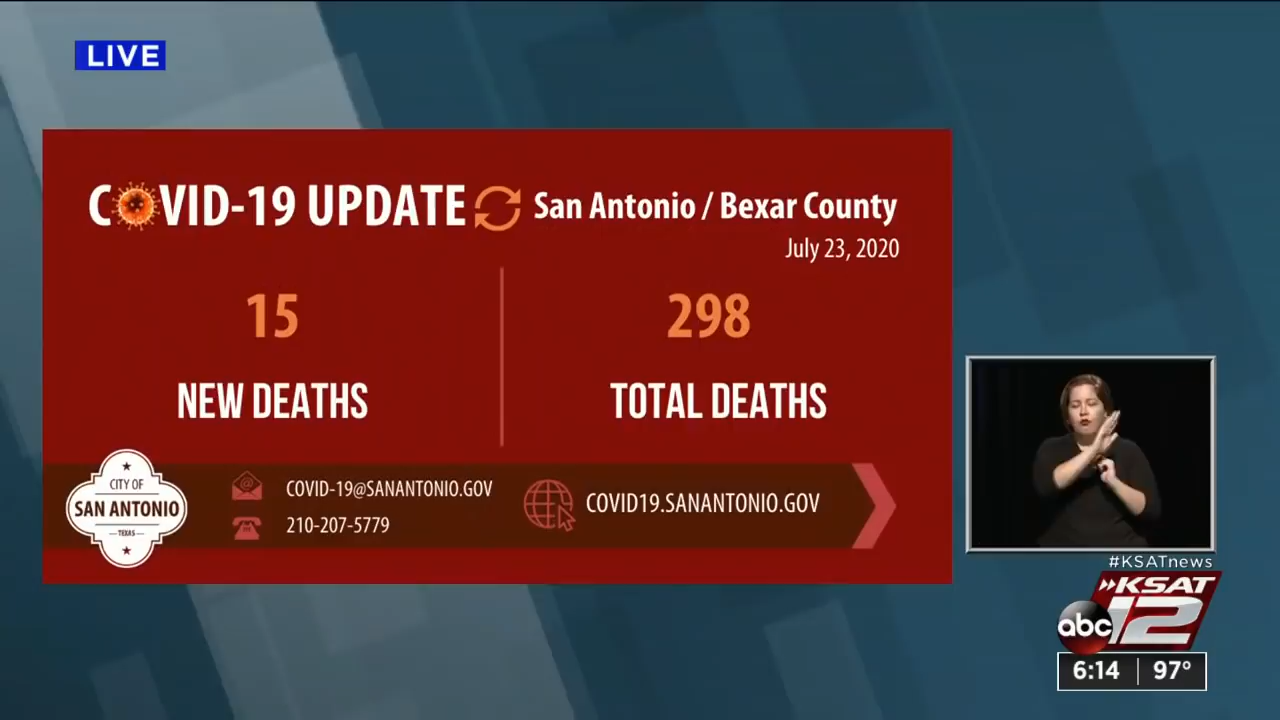 LIVE
COVID-19 UPDATE
San Antonio / Bexar County
July 23, 2020
15
NEW DEATHS
298
TOTAL DEATHS
CITY OF
SAN ANTONIO
TEXAS
@
COVID-19@SANANTONIO.GOV
210-207-5779
COVID19.SANANTONIO.GOV
#KSATnews
KSAT
abc 12
6:14 97°